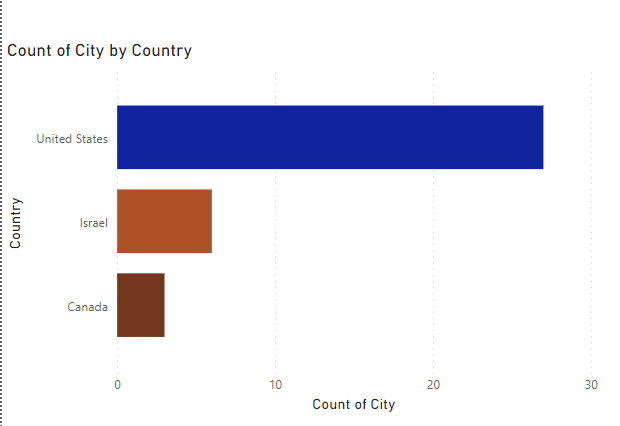 Count of City by Country
Country
United States
Israel
Canada
0 10 20 30
Count of City